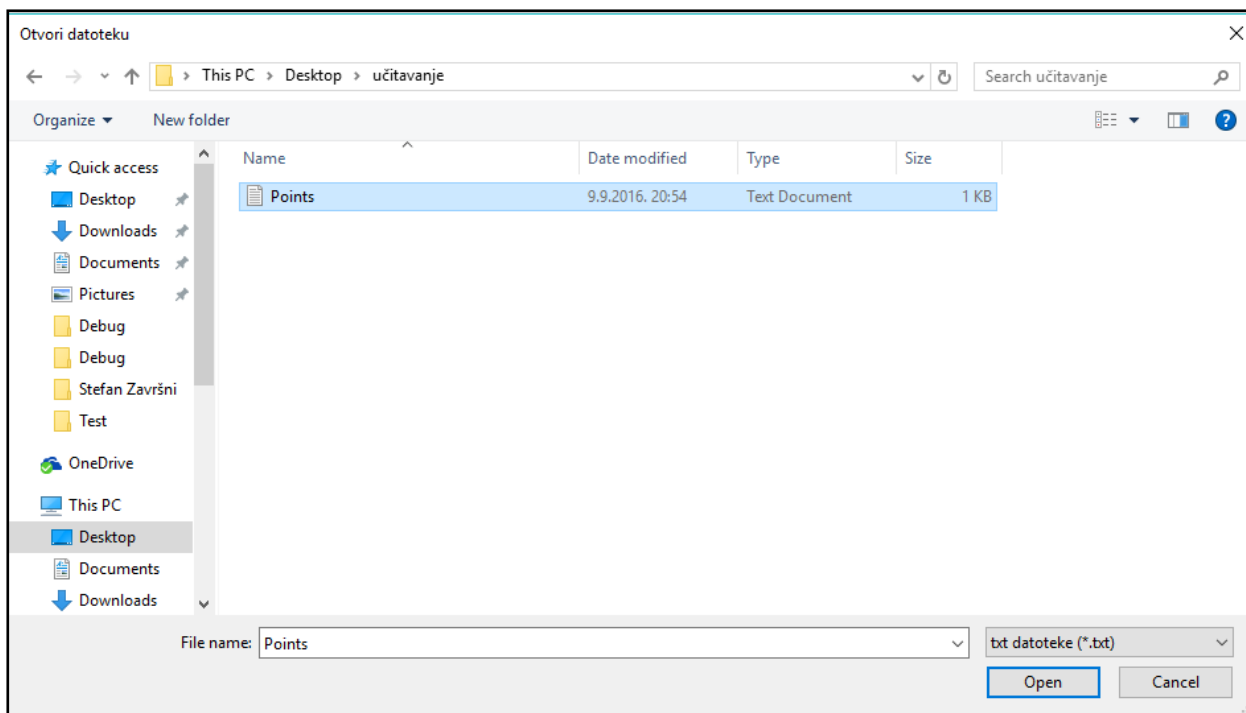 Otvori datoteku
This PC > Desktop > učitavanje
Search učitavanje
Organize
New folder
Name Date modified Type Size
Points 9.9.2016. 20:54 Text Document 1 KB
Quick access
Desktop
Downloads
Documents
Pictures
Debug
Debug
Stefan Završni
Test
OneDrive
This PC
Desktop
Documents
Downloads
File name: Points
txt datoteke (*.txt)
Open Cancel